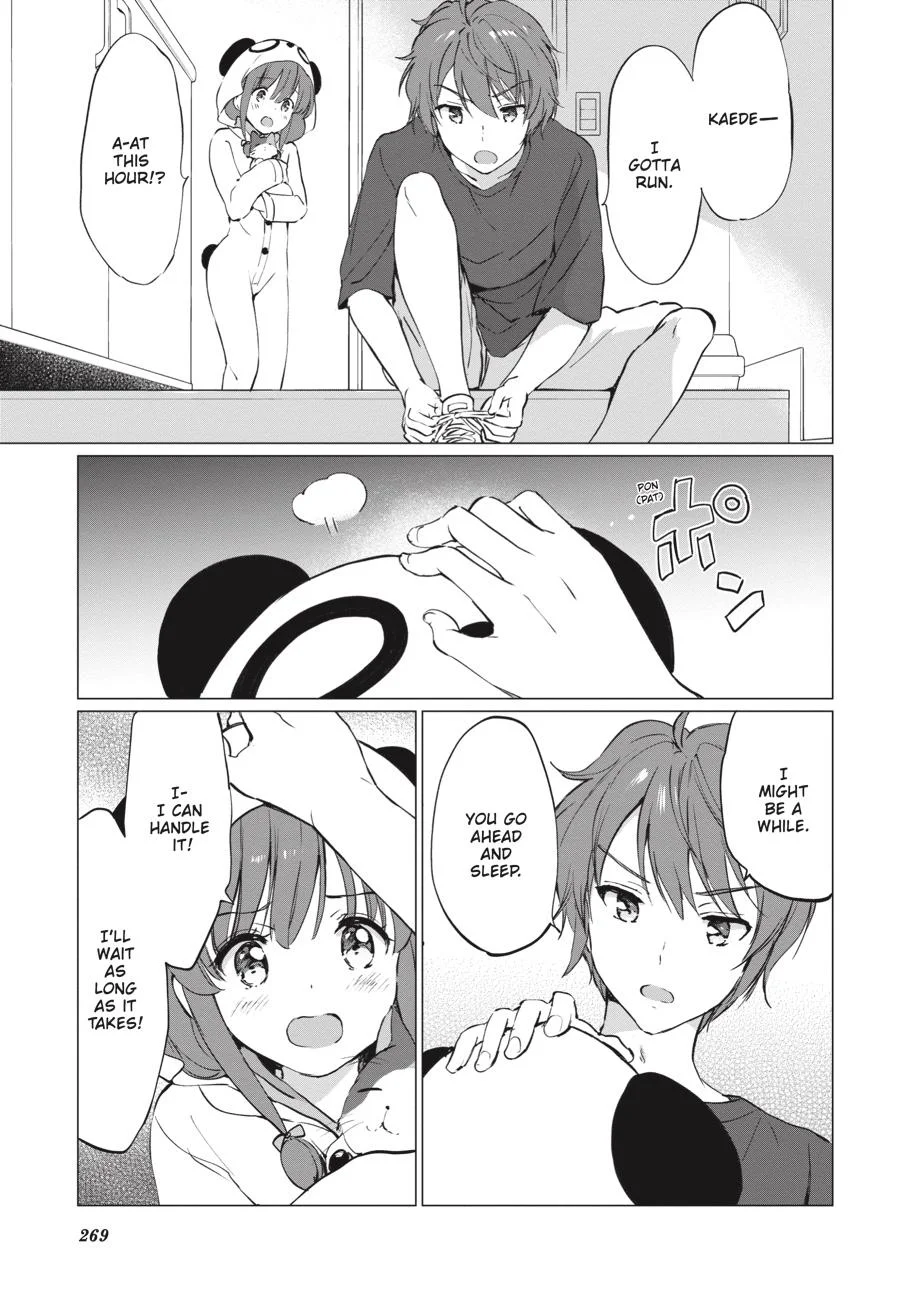 KAEDE—
I
GOTTA
RUN.
A-AT
THIS
HOUR!?
PON
(PAT)
ポン
I
MIGHT
BE A
WHILE.
YOU GO
AHEAD
AND
SLEEP.
I-
I CAN
HANDLE
IT!
I'LL
WAIT
AS
LONG
AS IT
TAKES!
269